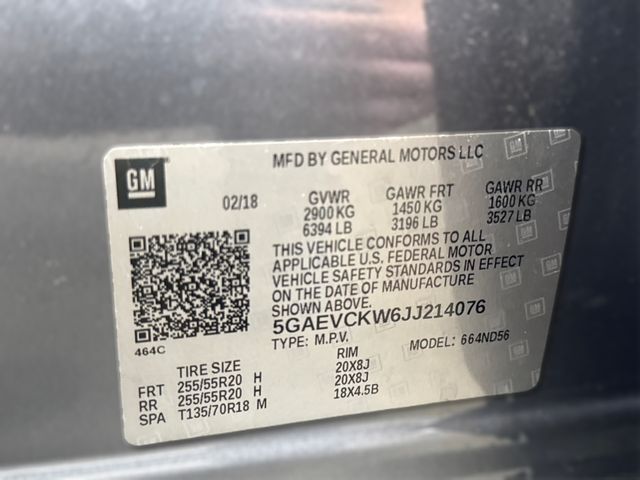 MFD BY GENERAL MOTORS LLC
GM
02/18 GVWR GAWR FRT GAWR RR
2900 KG 1450 KG 1600 KG
6394 LB 3196 LB 3527 LB
THIS VEHICLE CONFORMS TO ALL
APPLICABLE U.S. FEDERAL MOTOR
VEHICLE SAFETY STANDARDS IN EFFECT
ON THE DATE OF MANUFACTURE
SHOWN ABOVE.
5GAEVCKW6JJ214076
TYPE: M.P.V. MODEL: 664ND56
464C
TIRE SIZE RIM
FRT 255/55R20 H 20X8J
RR 255/55R20 H 20X8J
SPA T135/70R18 M 18X4.5B